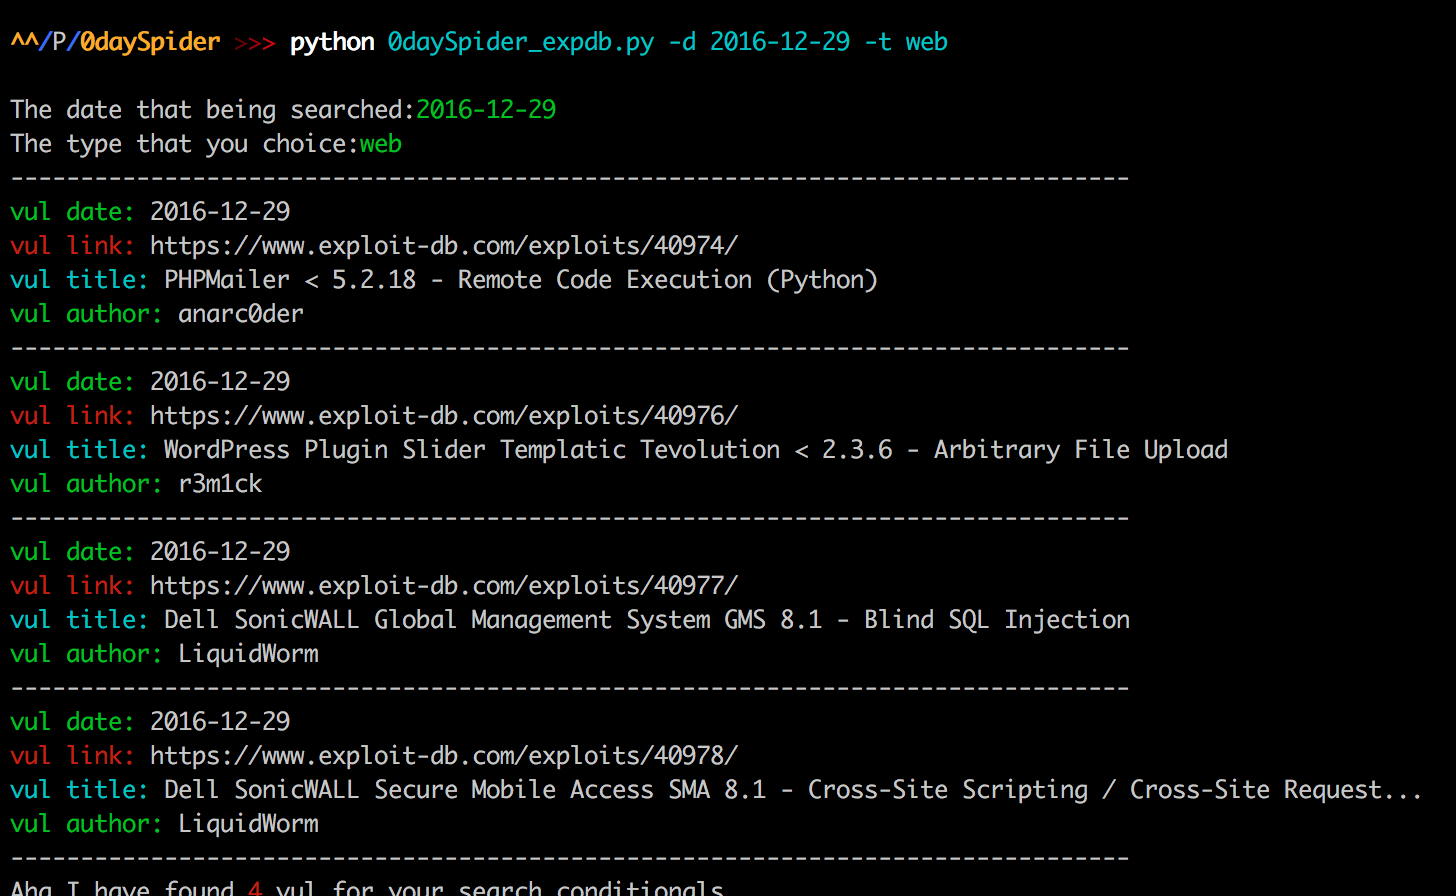 ^^/P/0daySpider >>> python 0daySpider_expdb.py -d 2016-12-29 -t web
The date that being searched:2016-12-29
The type that you choice:web
--------------------------------------------------------------------------------
vul date: 2016-12-29
vul link: https://www.exploit-db.com/exploits/40974/
vul title: PHPMailer < 5.2.18 - Remote Code Execution (Python)
vul author: anarc0der
--------------------------------------------------------------------------------
vul date: 2016-12-29
vul link: https://www.exploit-db.com/exploits/40976/
vul title: WordPress Plugin Slider Templatic Tevolution < 2.3.6 - Arbitrary File Upload
vul author: r3m1ck
--------------------------------------------------------------------------------
vul date: 2016-12-29
vul link: https://www.exploit-db.com/exploits/40977/
vul title: Dell SonicWALL Global Management System GMS 8.1 - Blind SQL Injection
vul author: LiquidWorm
--------------------------------------------------------------------------------
vul date: 2016-12-29
vul link: https://www.exploit-db.com/exploits/40978/
vul title: Dell SonicWALL Secure Mobile Access SMA 8.1 - Cross-Site Scripting / Cross-Site Request...
vul author: LiquidWorm
--------------------------------------------------------------------------------
Aha I have found 4 vul for your search conditionals